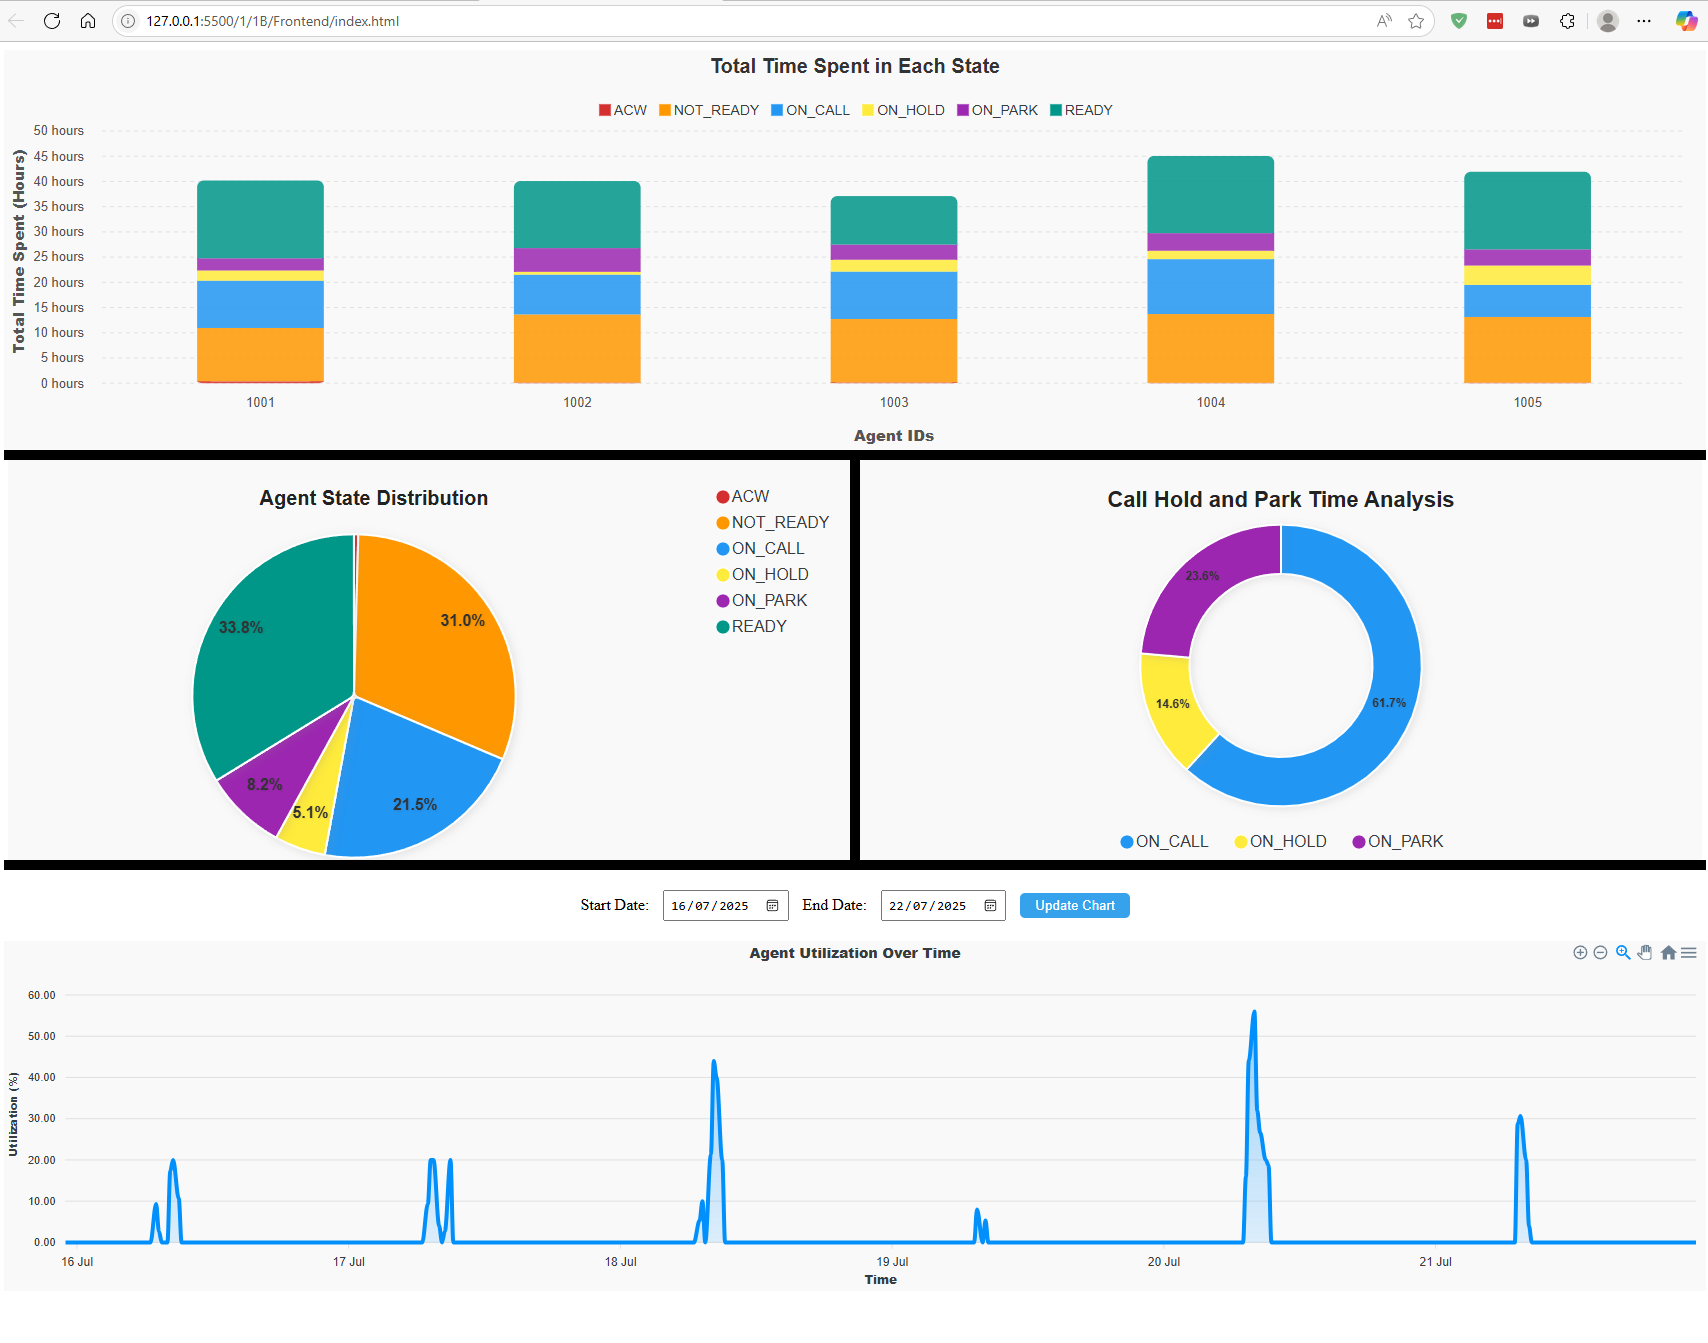 127.0.0.1:5500/1/1B/Frontend/index.html
Total Time Spent in Each State
ACW NOT_READY ON_CALL ON_HOLD ON_PARK READY
Total Time Spent (Hours)
50 hours
45 hours
40 hours
35 hours
30 hours
25 hours
20 hours
15 hours
10 hours
5 hours
0 hours
1001 1002 1003 1004 1005
Agent IDs
Agent State Distribution
ACW
NOT_READY
ON_CALL
ON_HOLD
ON_PARK
READY
33.8%
31.0%
8.2%
5.1%
21.5%
Call Hold and Park Time Analysis
23.6%
14.6%
61.7%
ON_CALL ON_HOLD ON_PARK
Start Date: 16/07/2025 End Date: 22/07/2025 Update Chart
Agent Utilization Over Time
Utilization (%)
60.00
50.00
40.00
30.00
20.00
10.00
0.00
16 Jul 17 Jul 18 Jul 19 Jul 20 Jul 21 Jul
Time